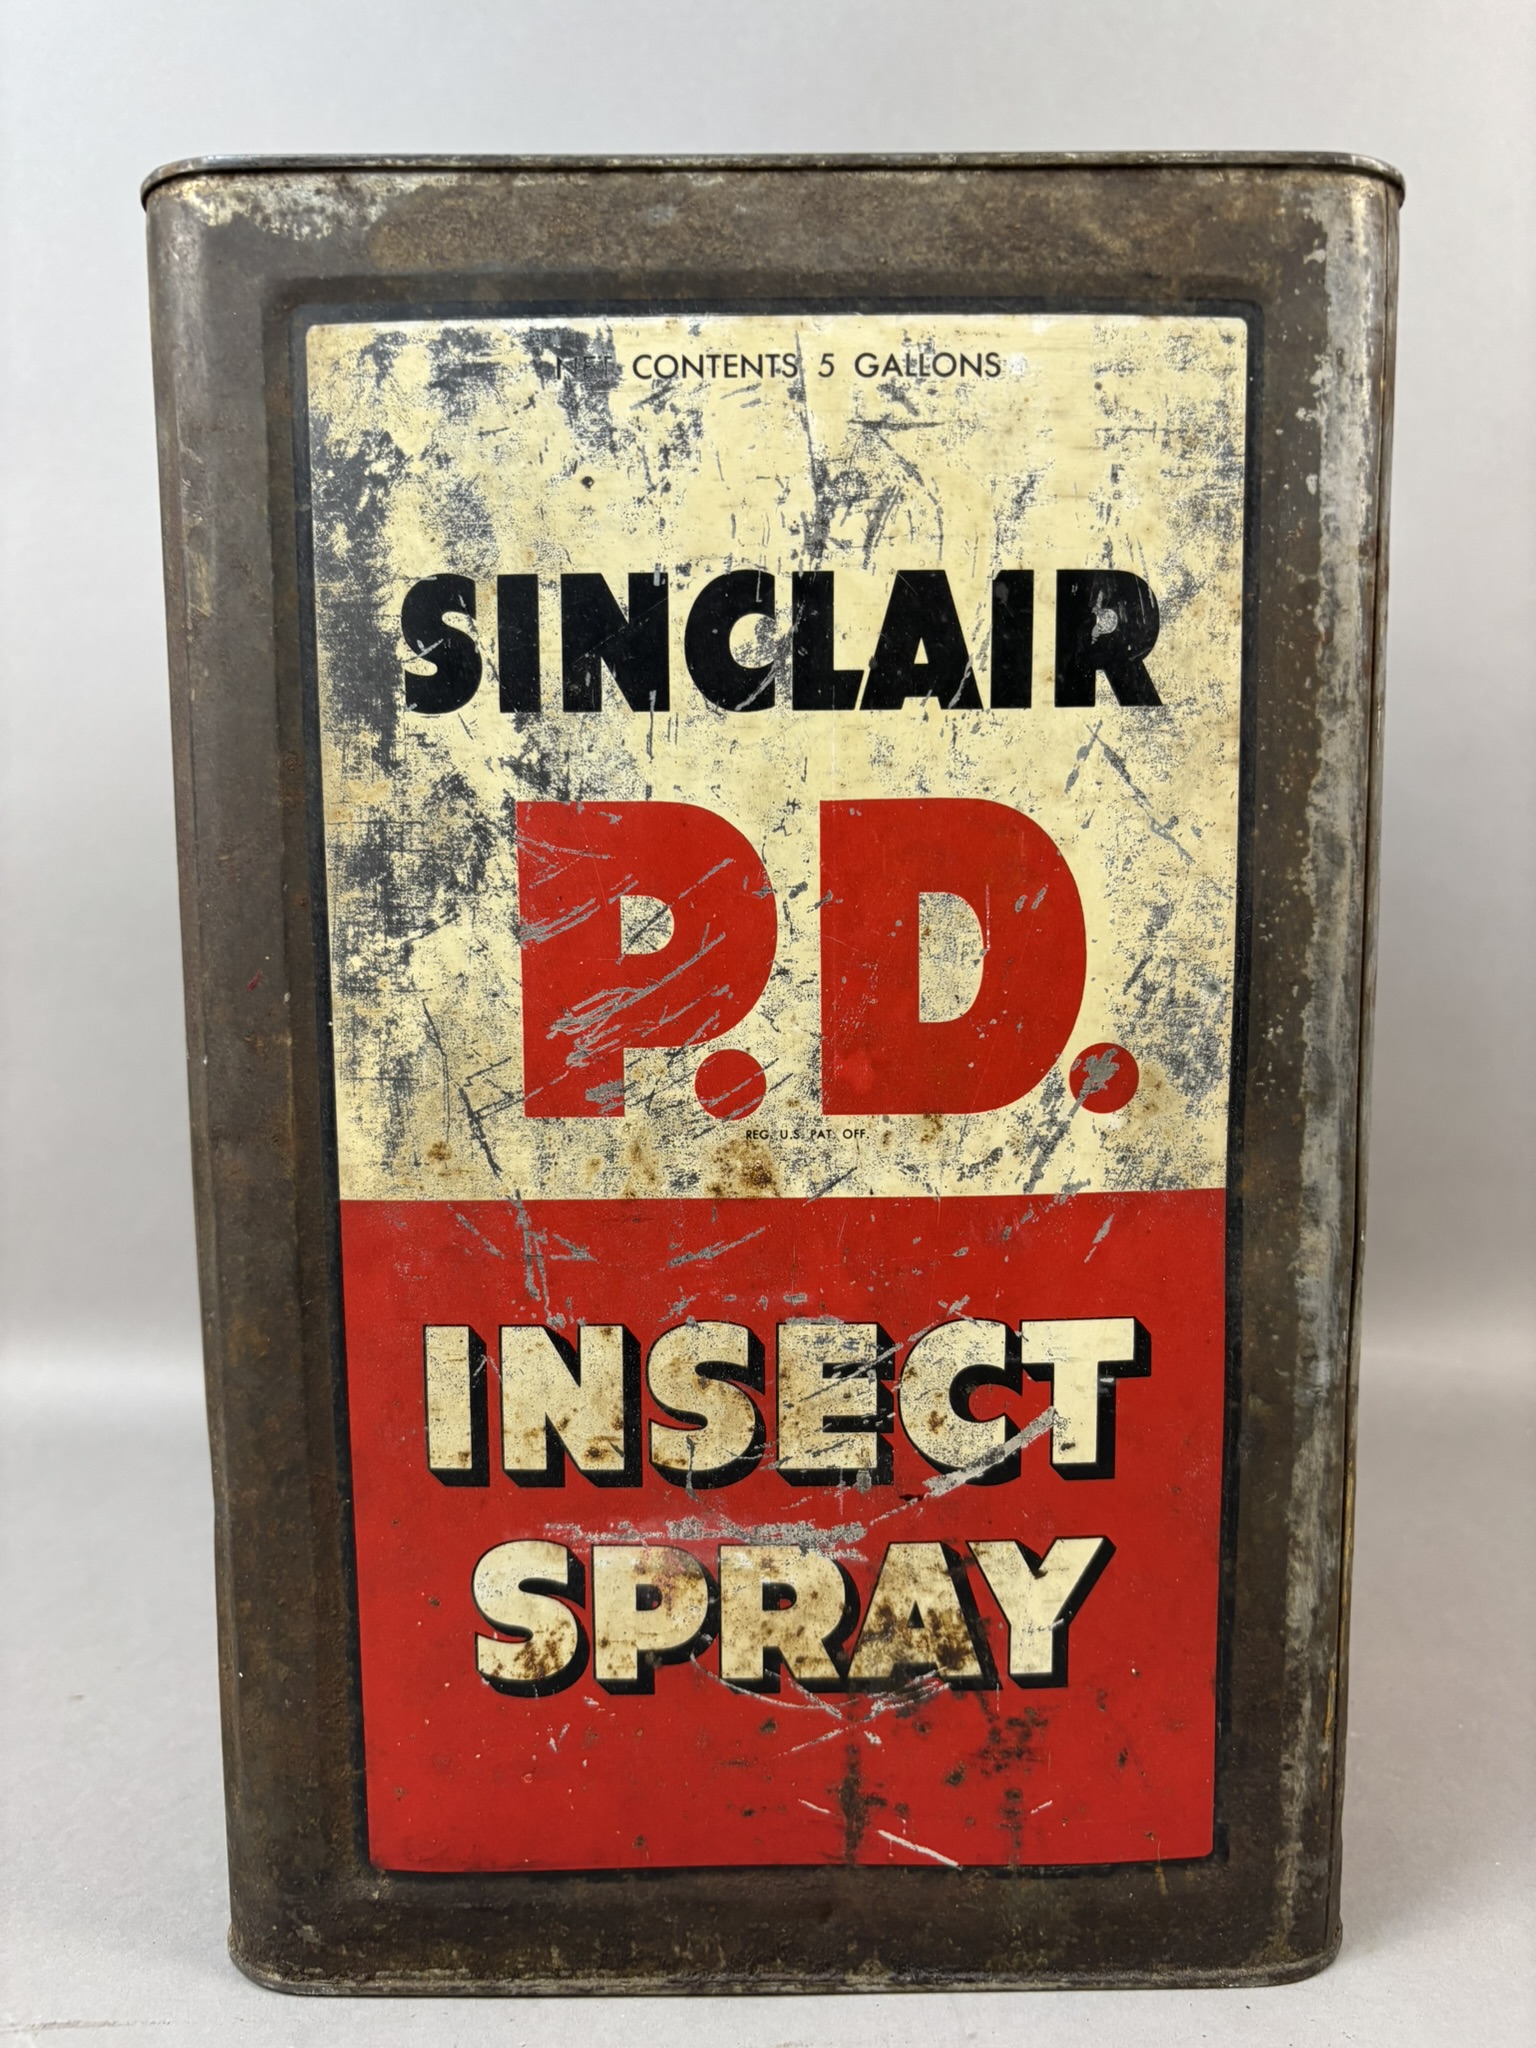 NET CONTENTS 5 GALLONS
SINCLAIR
P.D.
REG. U.S. PAT. OFF.
INSECT
SPRAY